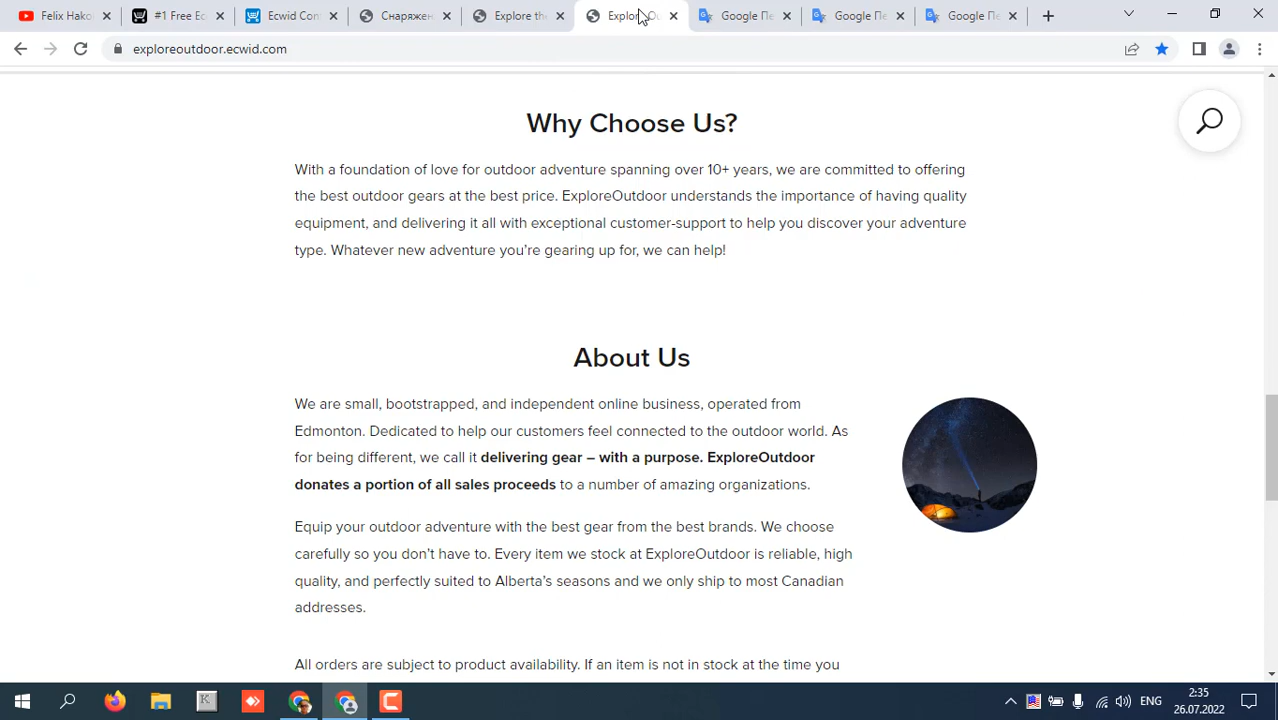 Felix Hako
#1 Free Ec
Ecwid Con
Снаряжен
Explore the
Explore
Google Пе
Google Пе
Google Пе
exploreoutdoor.ecwid.com
Why Choose Us?
With a foundation of love for outdoor adventure spanning over 10+ years, we are committed to offering
the best outdoor gears at the best price. ExploreOutdoor understands the importance of having quality
equipment, and delivering it all with exceptional customer-support to help you discover your adventure
type. Whatever new adventure you’re gearing up for, we can help!
About Us
We are small, bootstrapped, and independent online business, operated from
Edmonton. Dedicated to help our customers feel connected to the outdoor world. As
for being different, we call it delivering gear – with a purpose. ExploreOutdoor
donates a portion of all sales proceeds to a number of amazing organizations.
Equip your outdoor adventure with the best gear from the best brands. We choose
carefully so you don’t have to. Every item we stock at ExploreOutdoor is reliable, high
quality, and perfectly suited to Alberta’s seasons and we only ship to most Canadian
addresses.
All orders are subject to product availability. If an item is not in stock at the time you
ENG
2:35
26.07.2022